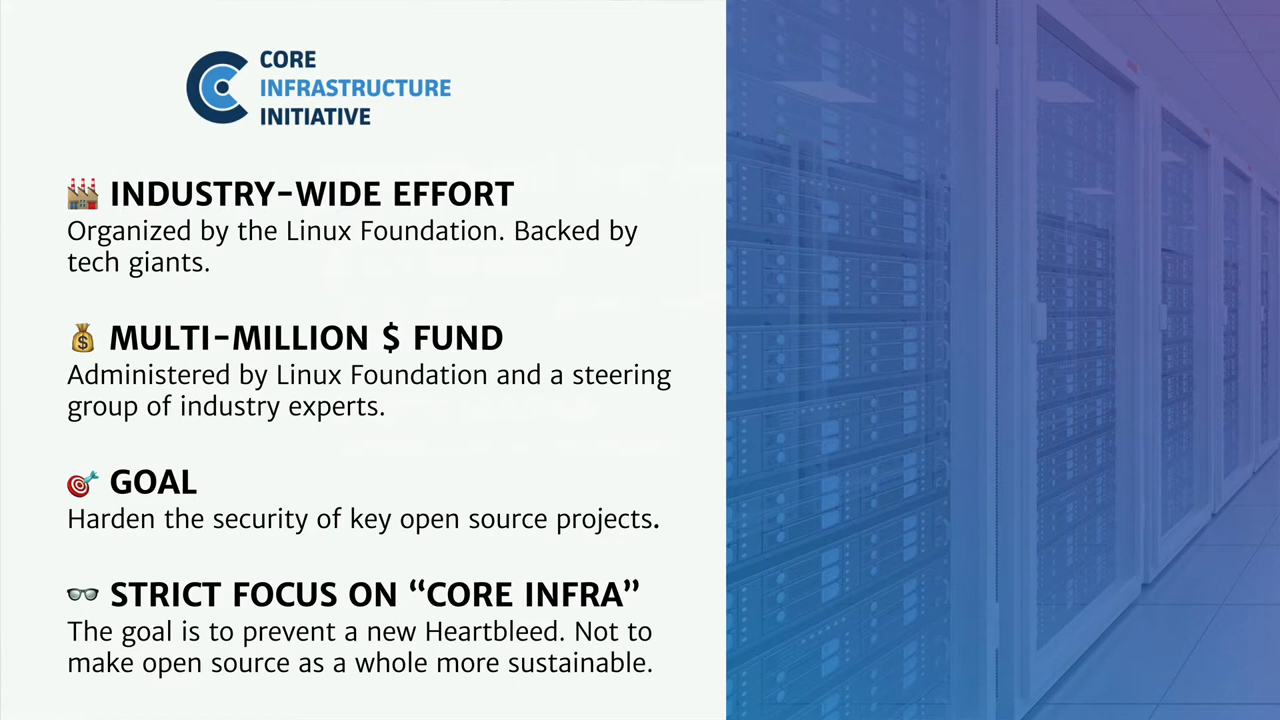 CORE
INFRASTRUCTURE
INITIATIVE
INDUSTRY-WIDE EFFORT
Organized by the Linux Foundation. Backed by
tech giants.
MULTI-MILLION $ FUND
Administered by Linux Foundation and a steering
group of industry experts.
GOAL
Harden the security of key open source projects.
STRICT FOCUS ON “CORE INFRA”
The goal is to prevent a new Heartbleed. Not to
make open source as a whole more sustainable.